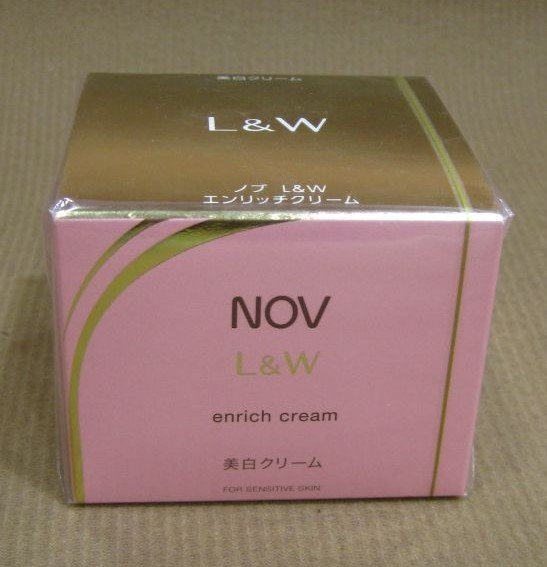 美白クリーム
L&W
ノブ L&W
エンリッチクリーム
NOV
L&W
enrich cream
美白クリーム
FOR SENSITIVE SKIN